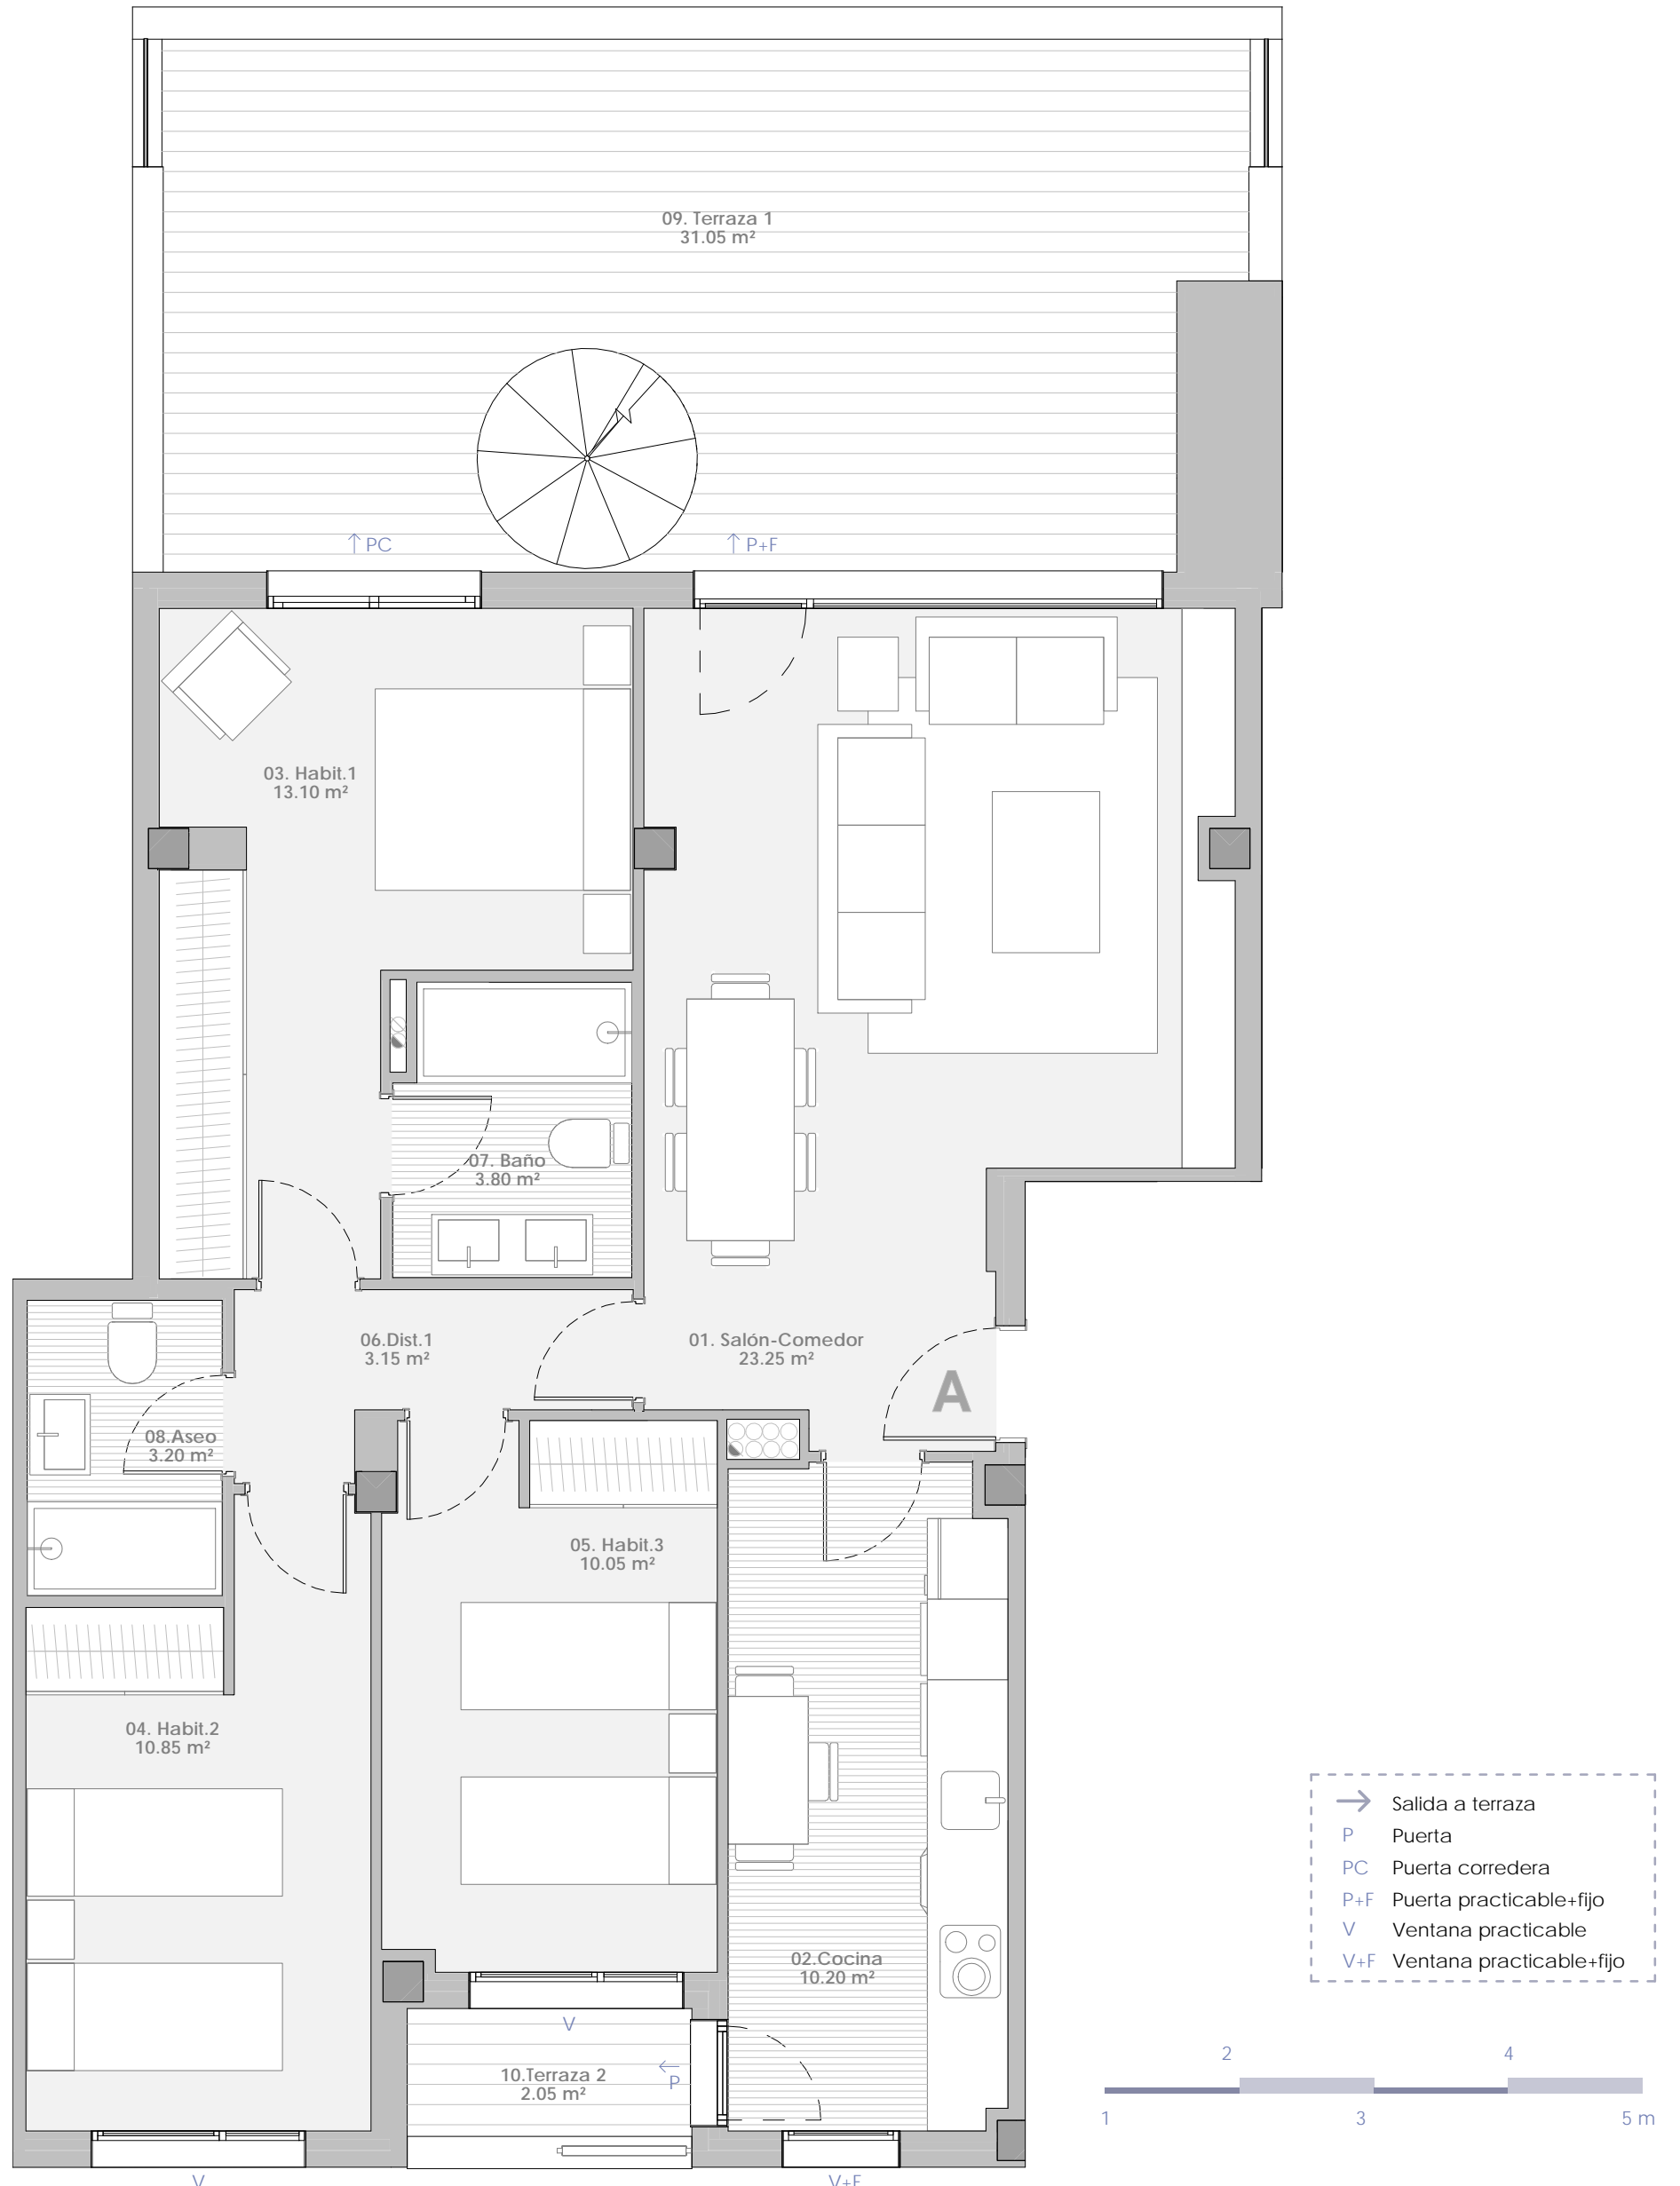 09. Terraza 1
31.05 m²
PC
P+F
03. Habit.1
13.10 m²
07. Baño
3.80 m²
06.Dist.1
3.15 m²
01. Salón-Comedor
23.25 m²
A
08.Aseo
3.20 m²
05. Habit.3
10.05 m²
04. Habit.2
10.85 m²
02.Cocina
10.20 m²
V
10.Terraza 2
2.05 m²
P
V
V+F
Salida a terraza
P Puerta
PC Puerta corredera
P+F Puerta practicable+fijo
V Ventana practicable
V+F Ventana practicable+fijo
2 4
1 3 5 m